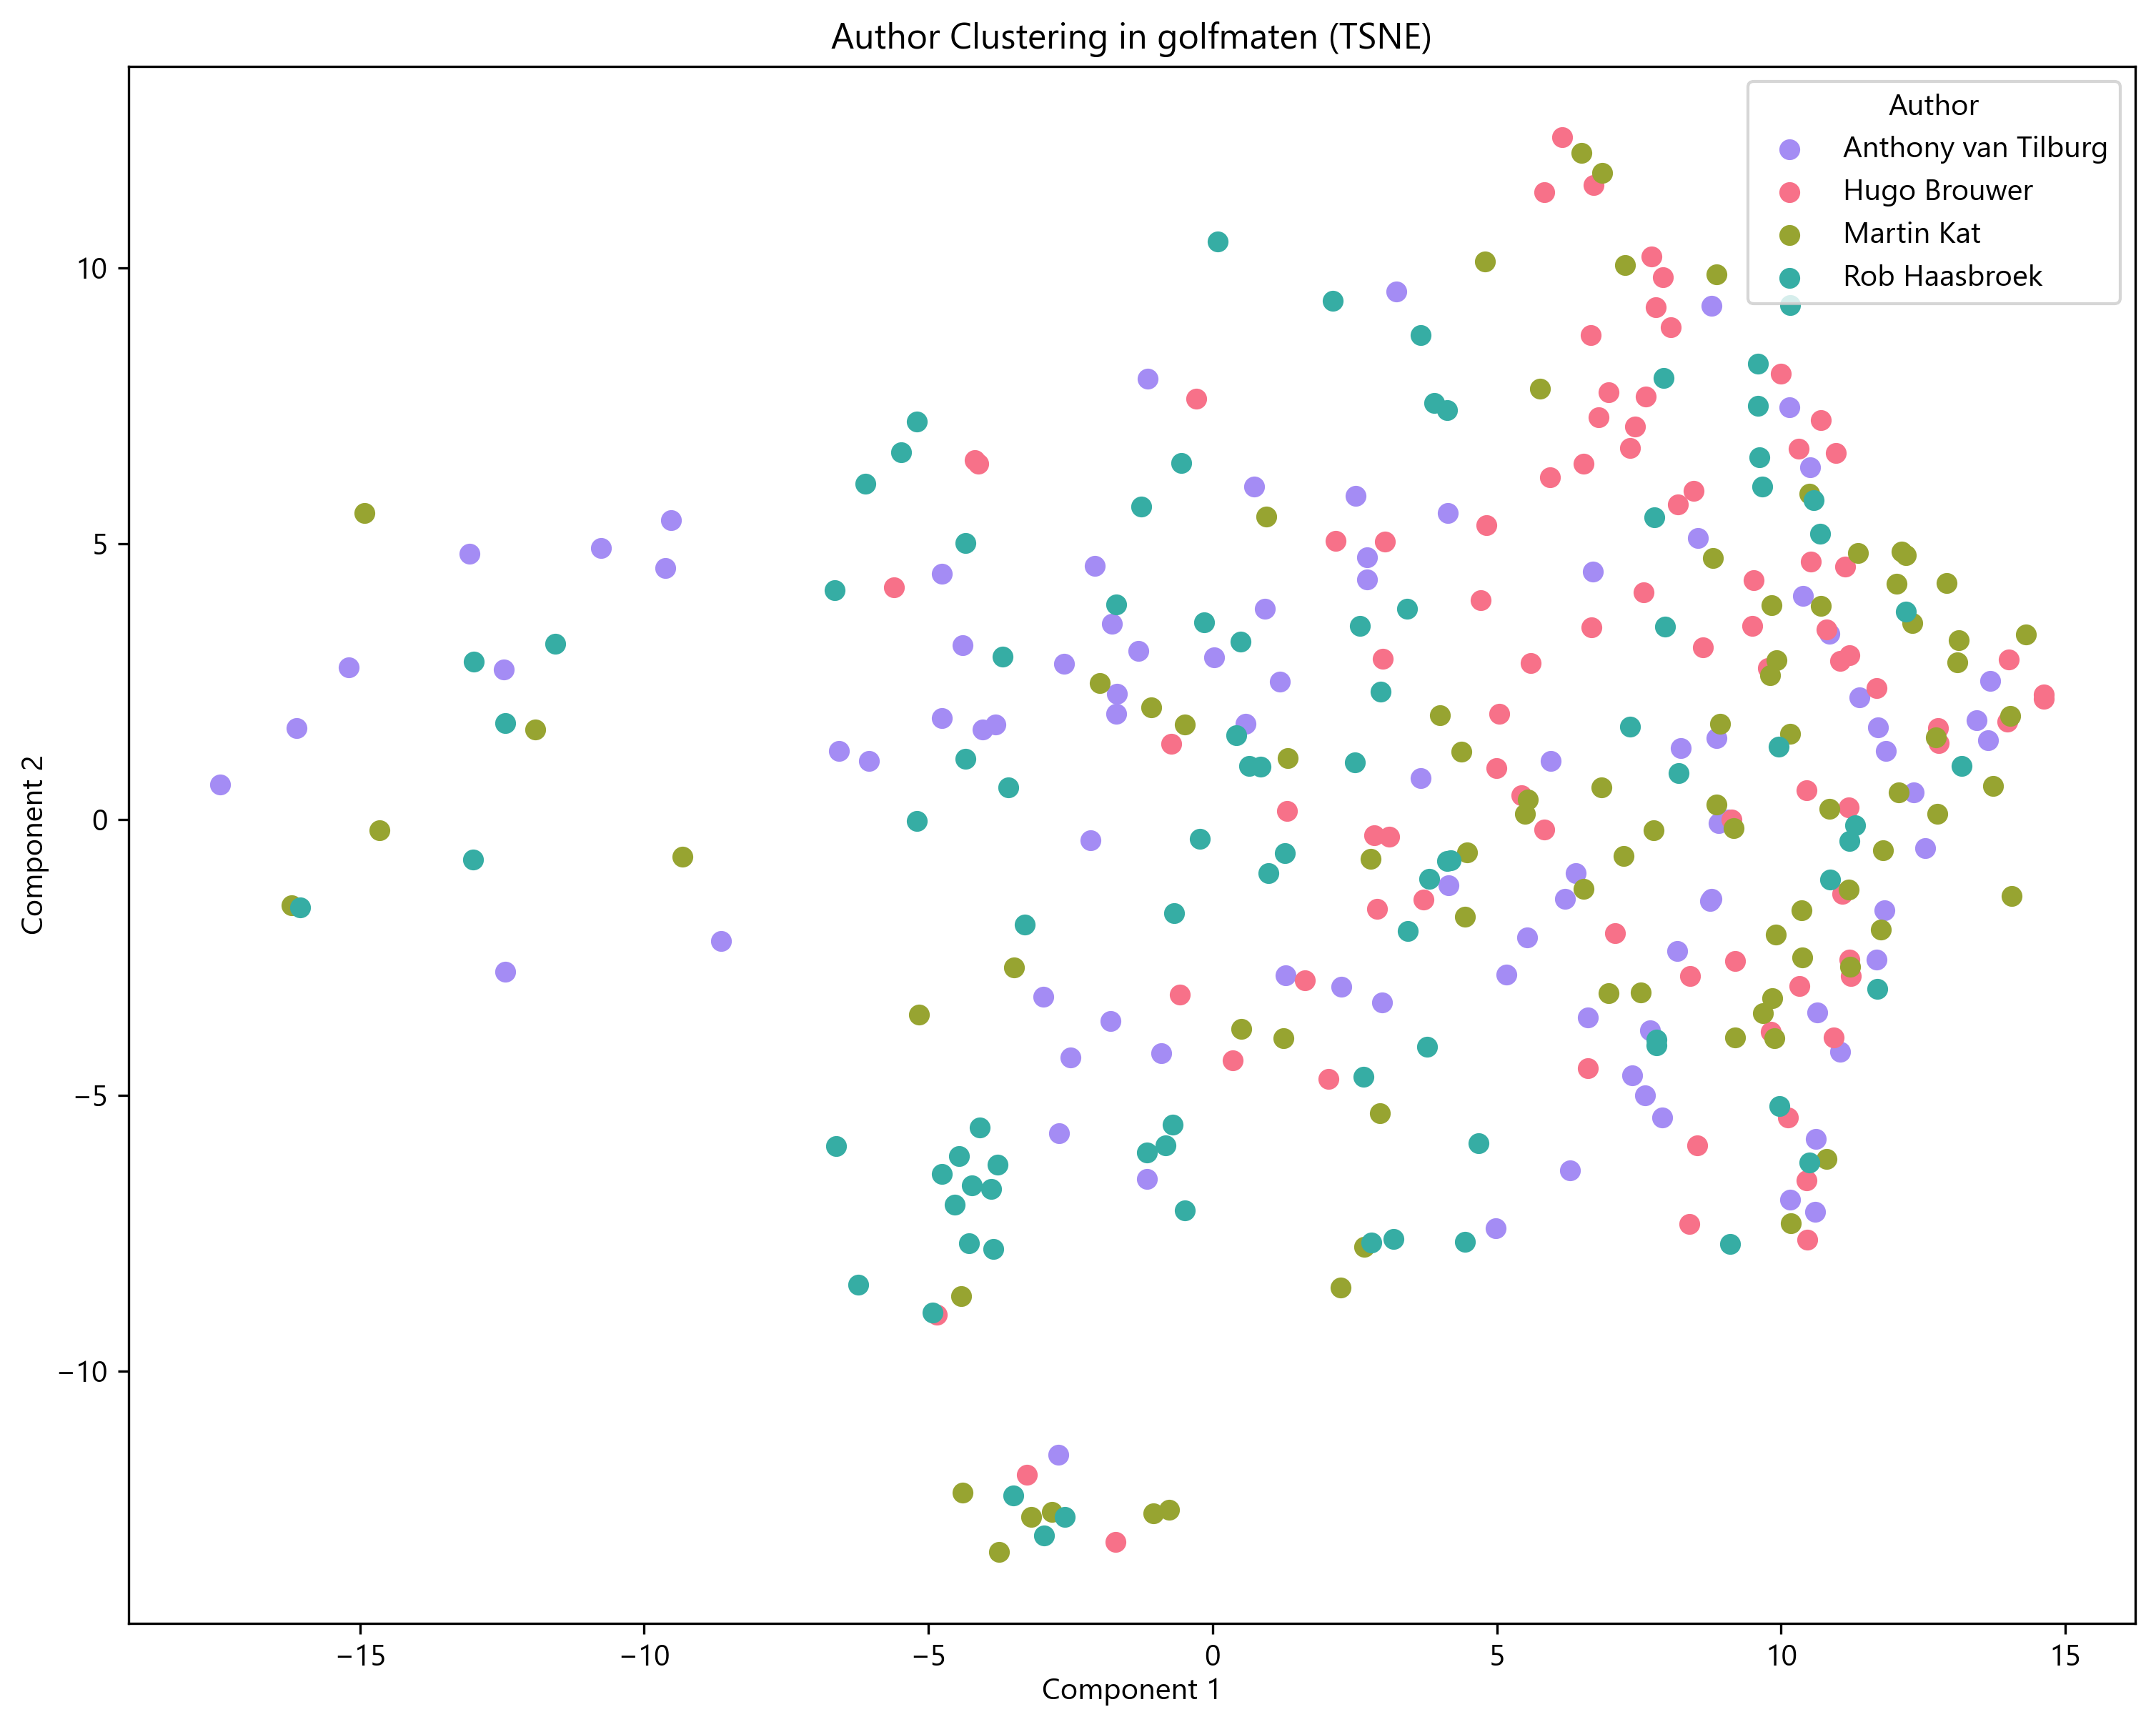 Author Clustering in golfmaten (TSNE)
Author
Anthony van Tilburg
Hugo Brouwer
Martin Kat
Rob Haasbroek
10
5
0
−5
−10
Component 2
−15
−10
−5
0
5
10
15
Component 1